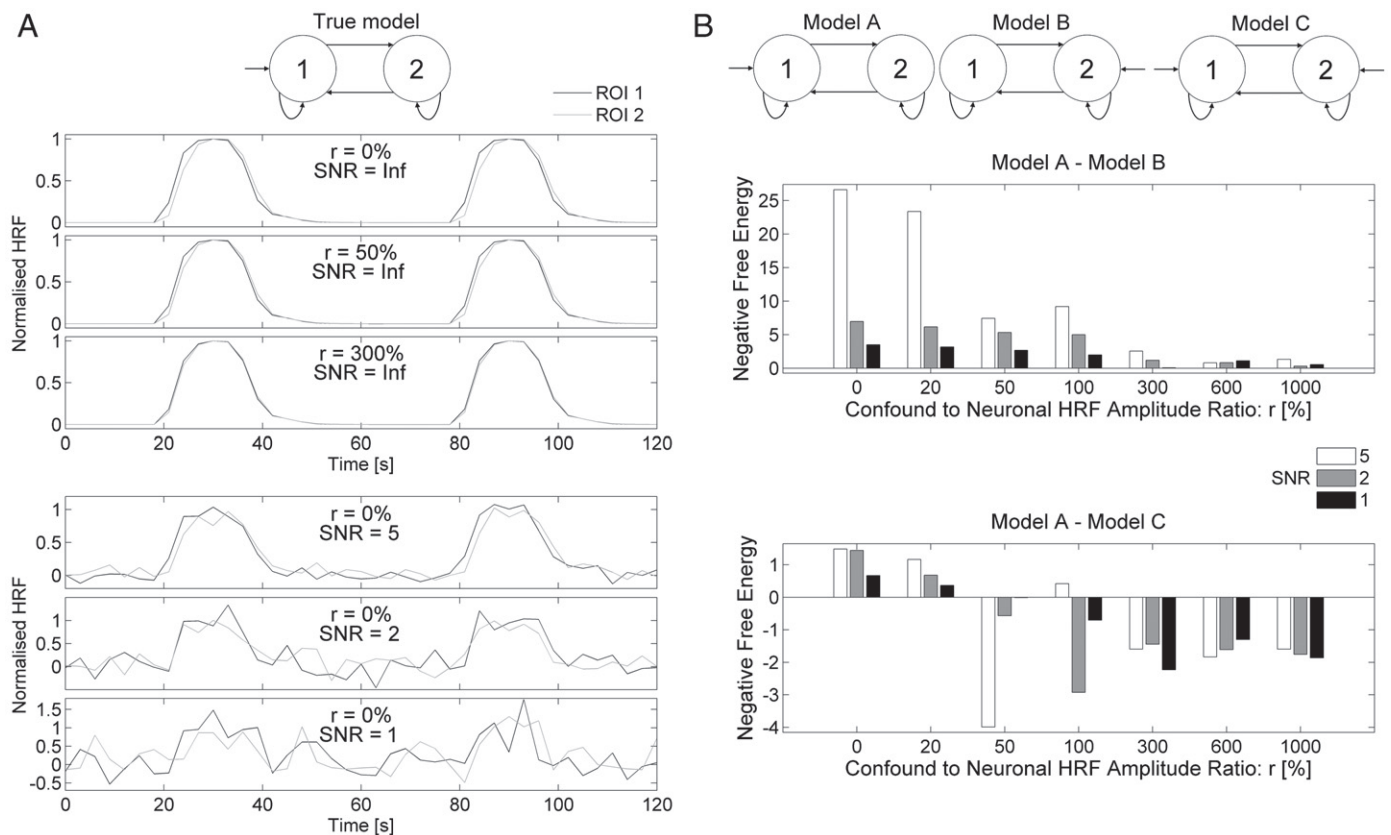 A
True model
1
2
ROI 1
ROI 2
Normalised HRF
1
0.5
0
r = 0%
SNR = Inf
1
0.5
0
r = 50%
SNR = Inf
1
0.5
0
r = 300%
SNR = Inf
0 20 40 60 80 100 120
Time [s]
Normalised HRF
1
0.5
0
r = 0%
SNR = 5
1
0.5
0
r = 0%
SNR = 2
1.5
1
0.5
0
-0.5
r = 0%
SNR = 1
0 20 40 60 80 100 120
Time [s]
B
Model A
Model B
Model C
1
2
1
2
1
2
Model A - Model B
Negative Free Energy
25
20
15
10
5
0
0 20 50 100 300 600 1000
Confound to Neuronal HRF Amplitude Ratio: r [%]
SNR
5
2
1
Model A - Model C
Negative Free Energy
1
0
-1
-2
-3
-4
0 20 50 100 300 600 1000
Confound to Neuronal HRF Amplitude Ratio: r [%]